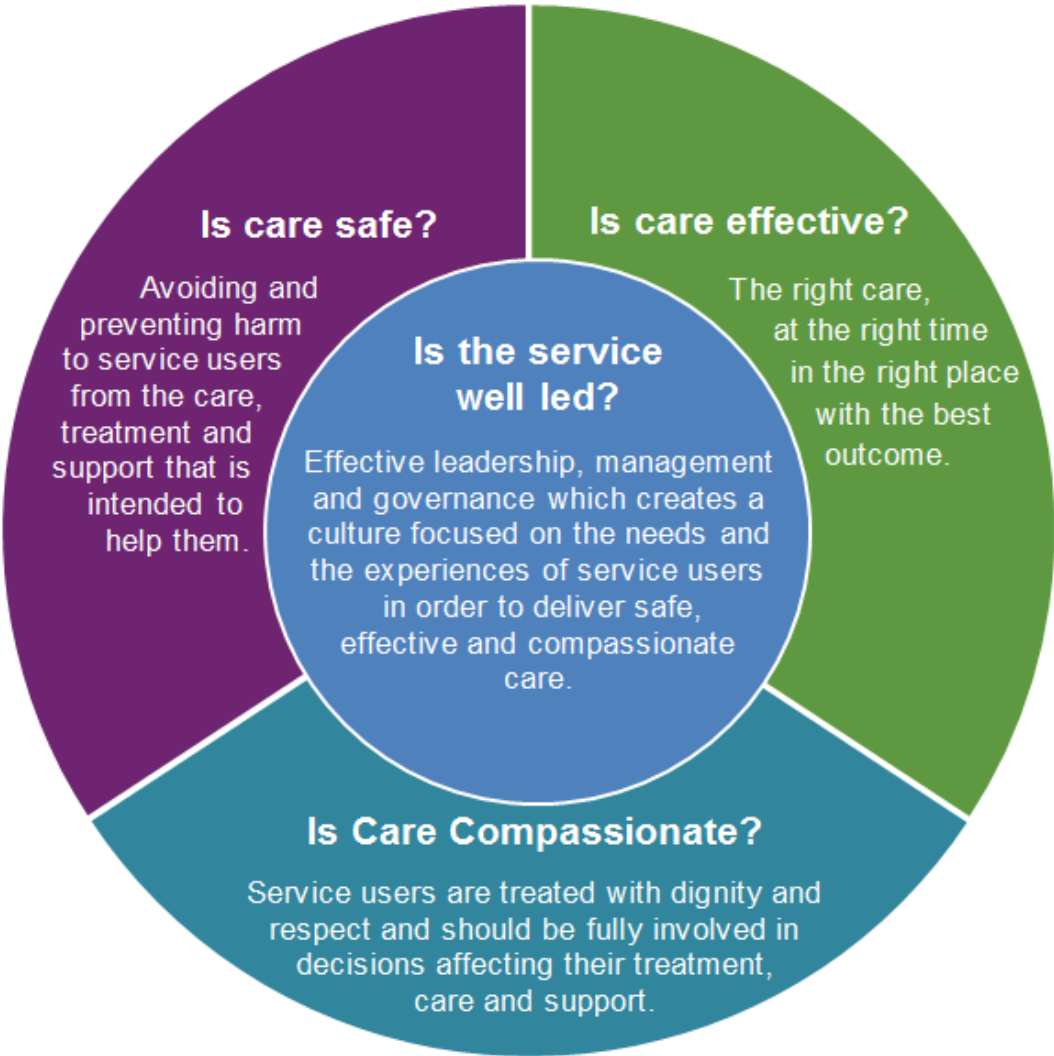 Is care safe?
Avoiding and
preventing harm
to service users
from the care,
treatment and
support that is
intended to
help them.
Is care effective?
The right care,
at the right time
in the right place
with the best
outcome.
Is the service
well led?
Effective leadership, management
and governance which creates a
culture focused on the needs and
the experiences of service users
in order to deliver safe,
effective and compassionate
care.
Is Care Compassionate?
Service users are treated with dignity and
respect and should be fully involved in
decisions affecting their treatment,
care and support.